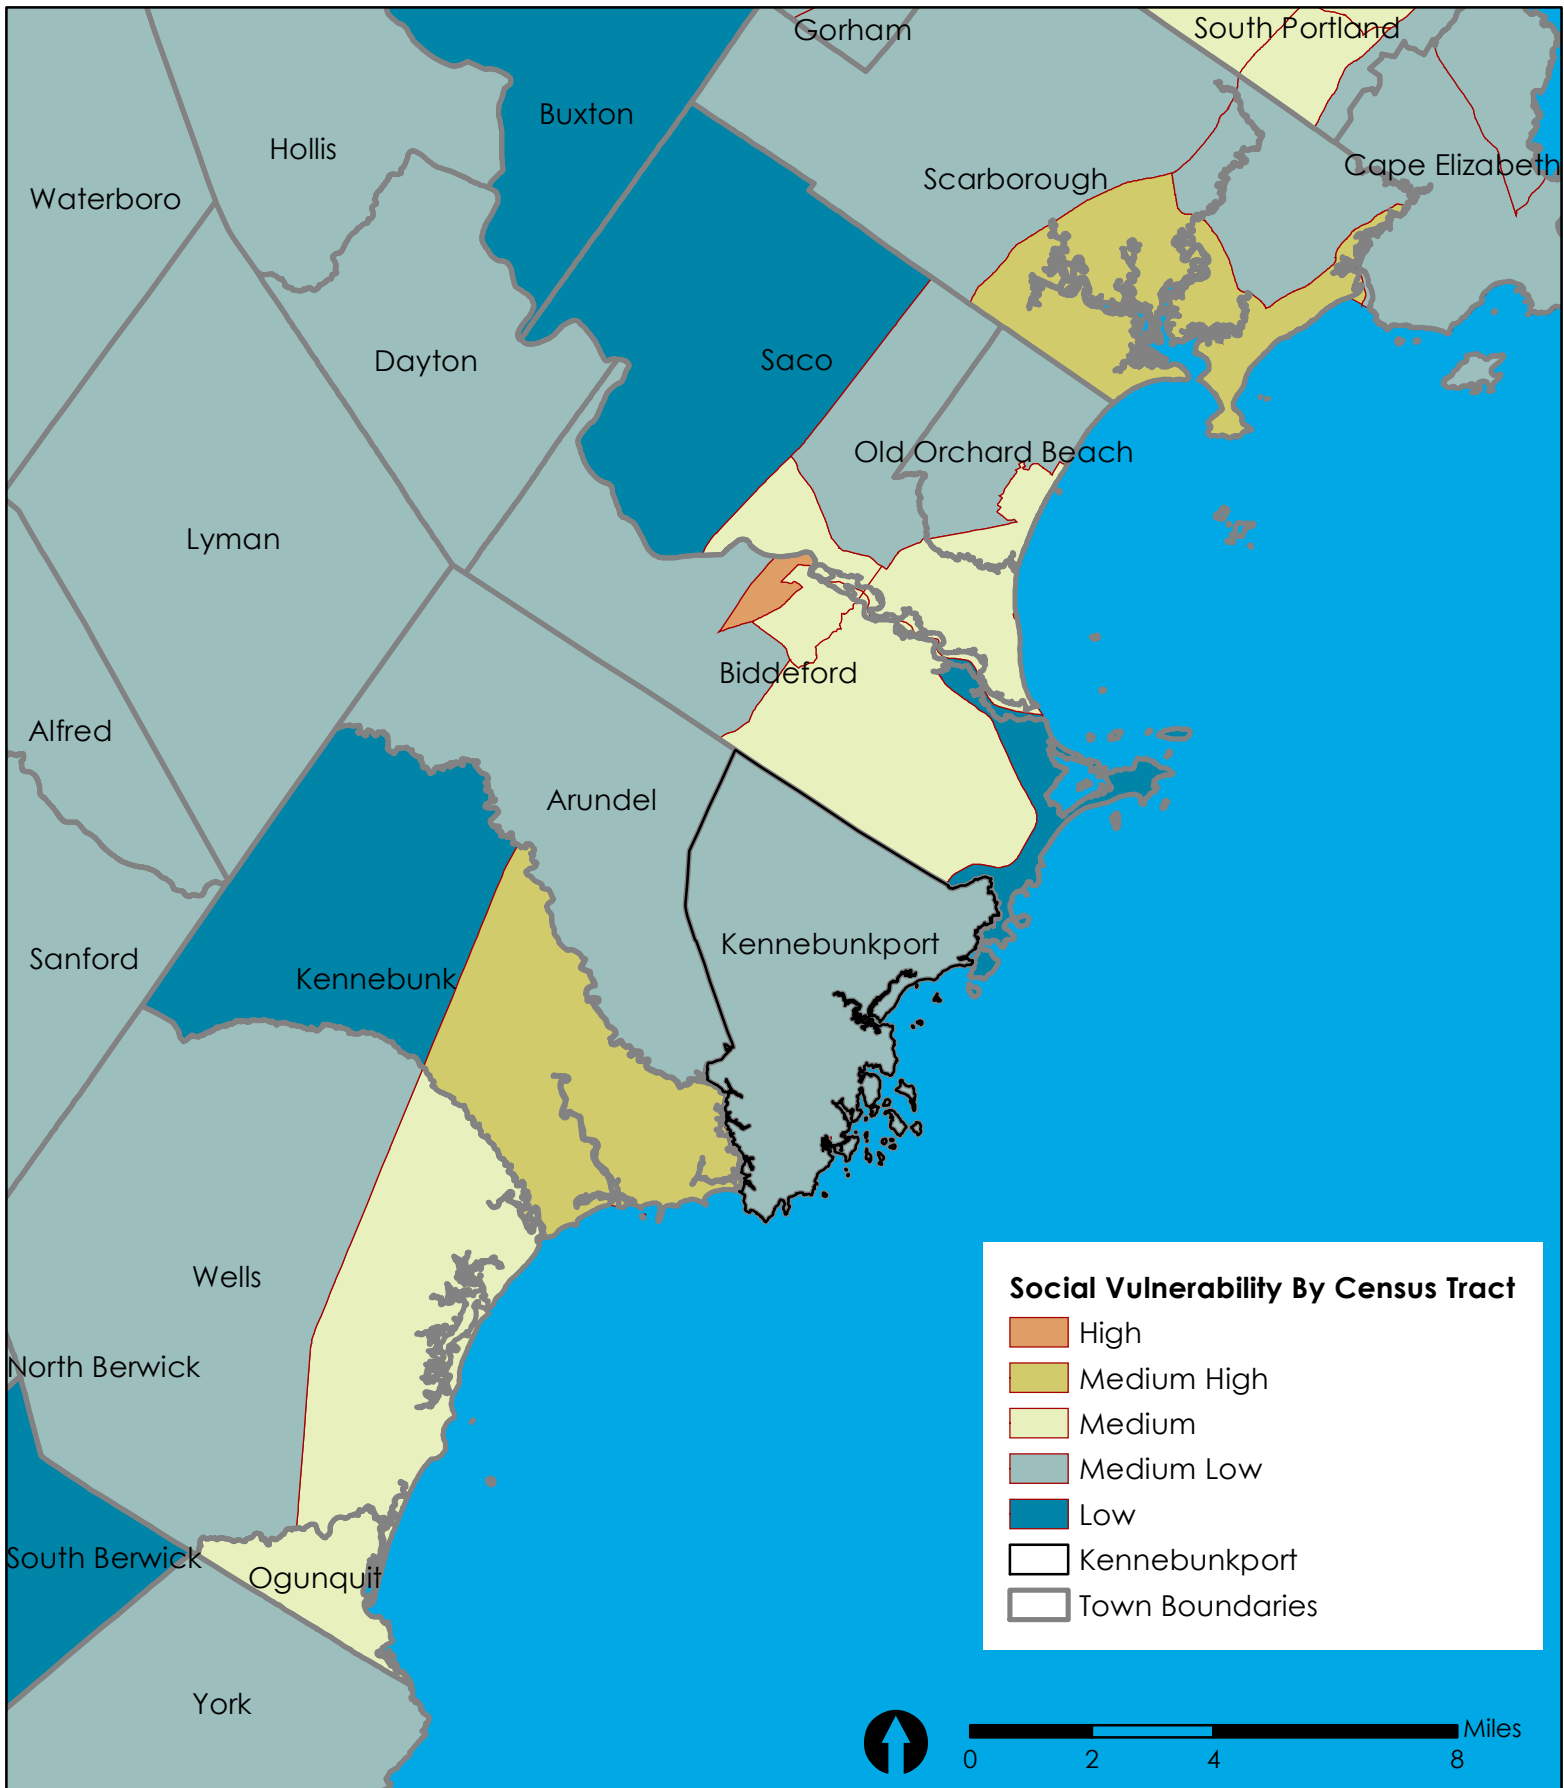 Gorham
South Portland
Buxton
Hollis
Cape Elizabeth
Scarborough
Waterboro
Dayton
Saco
Old Orchard Beach
Lyman
Biddeford
Alfred
Arundel
Kennebunkport
Sanford
Kennebunk
Wells
North Berwick
South Berwick
Ogunquit
York
Social Vulnerability By Census Tract
High
Medium High
Medium
Medium Low
Low
Kennebunkport
Town Boundaries
Miles
0 2 4 8